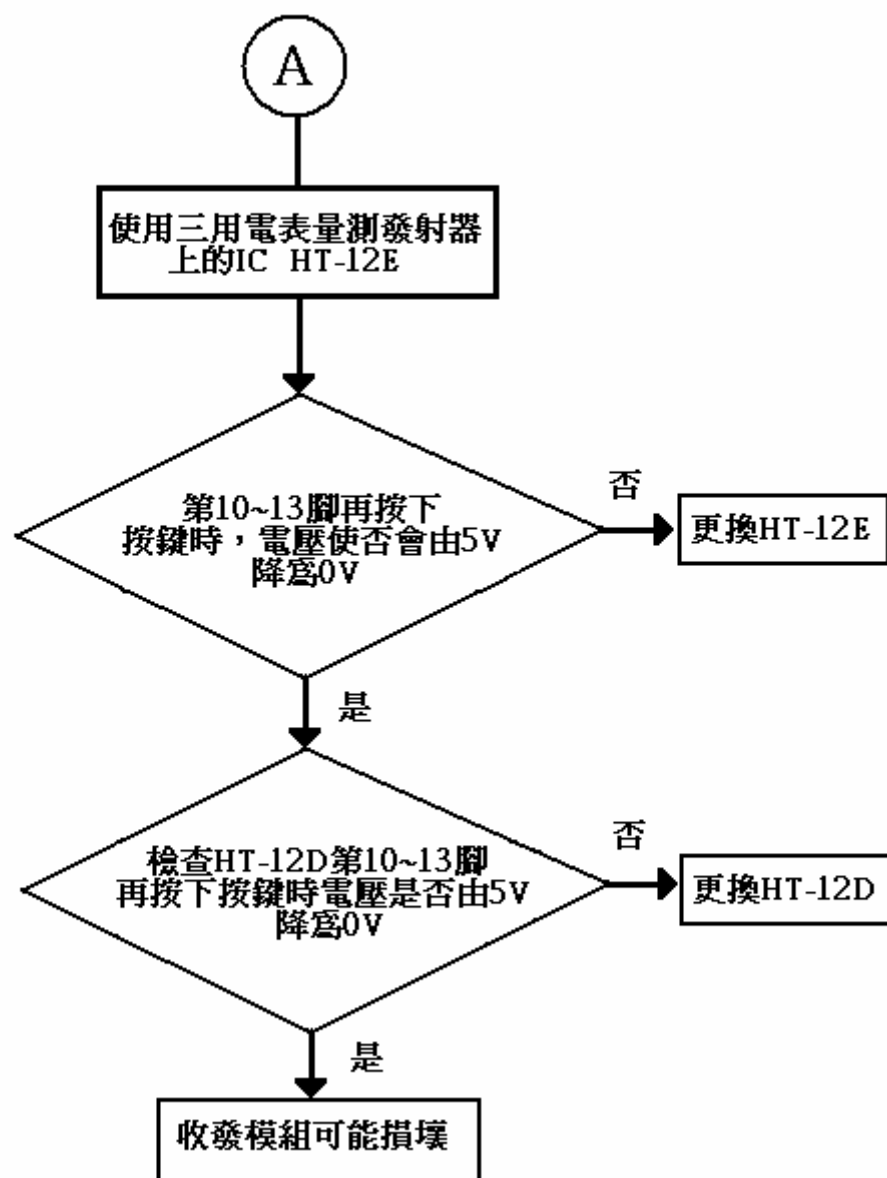 A
使用三用電表量測發射器
上的IC HT-12E
第10~13腳再按下
按鍵時，電壓使否會由5V
降為0V
否
更換HT-12E
是
檢查HT-12D第10~13腳
再按下按鍵時電壓是否由5V
降為0V
否
更換HT-12D
是
收發模組可能損壞